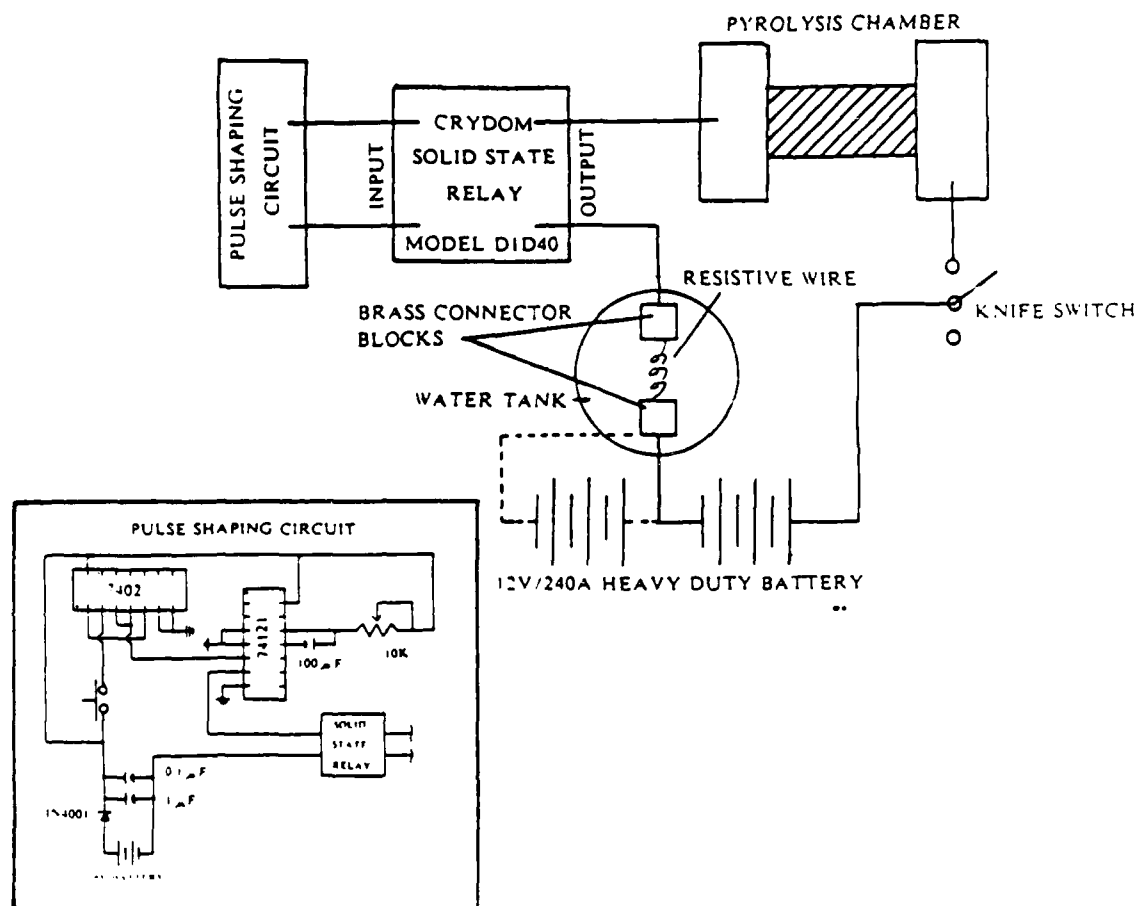 PYROLYSIS CHAMBER
PULSE SHAPING
CIRCUIT
INPUT
CRYDOM
SOLID STATE
RELAY
MODEL D1D40
OUTPUT
RESISTIVE WIRE
BRASS CONNECTOR
BLOCKS
KNIFE SWITCH
WATER TANK
12V/240A HEAVY DUTY BATTERY
PULSE SHAPING CIRCUIT
7402
74121
100 µF
10K
SOLID
STATE
RELAY
0.1 µF
1 µF
1N4001